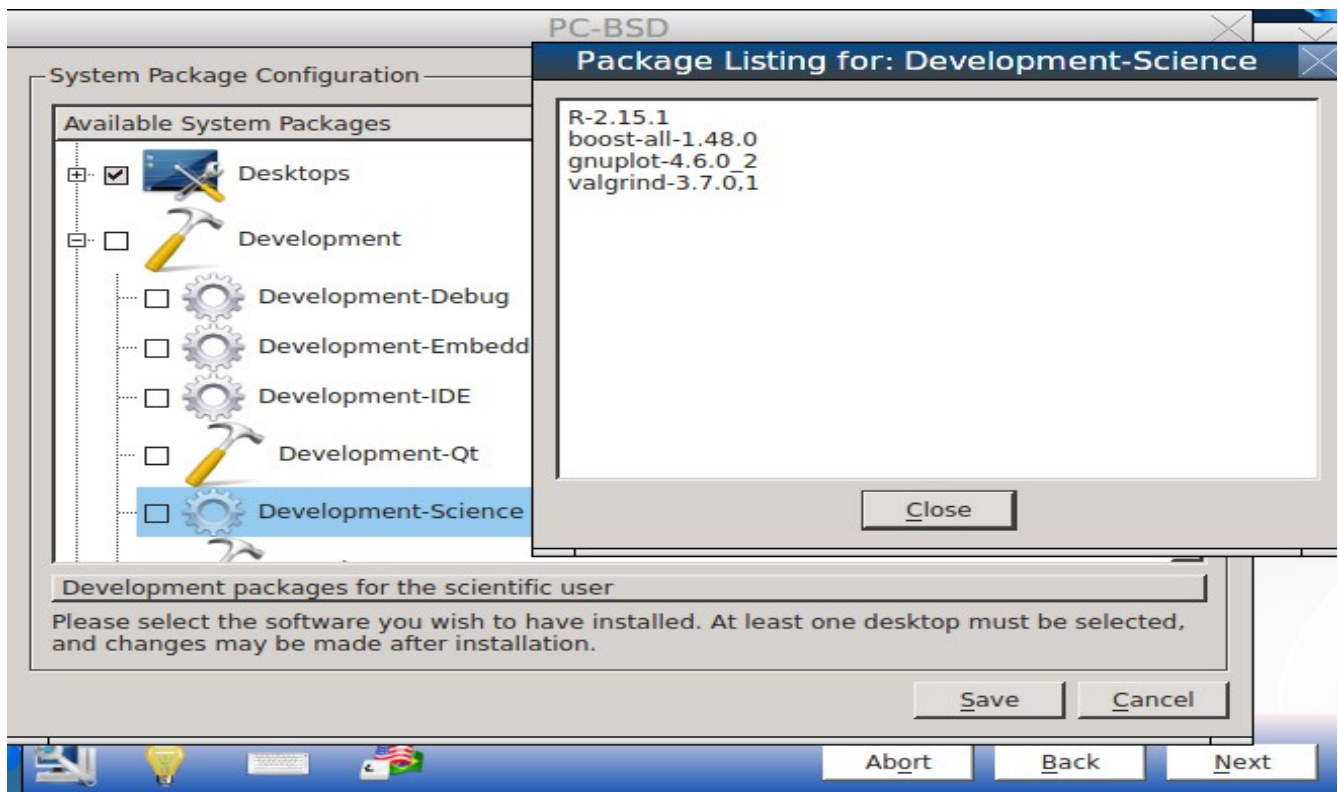 PC-BSD
System Package Configuration
Available System Packages
Desktops
Development
Development-Debug
Development-Embedd
Development-IDE
Development-Qt
Development-Science
Development packages for the scientific user
Please select the software you wish to have installed. At least one desktop must be selected,
and changes may be made after installation.
Save
Cancel
Package Listing for: Development-Science
R-2.15.1
boost-all-1.48.0
gnuplot-4.6.0_2
valgrind-3.7.0,1
Close
Abort
Back
Next